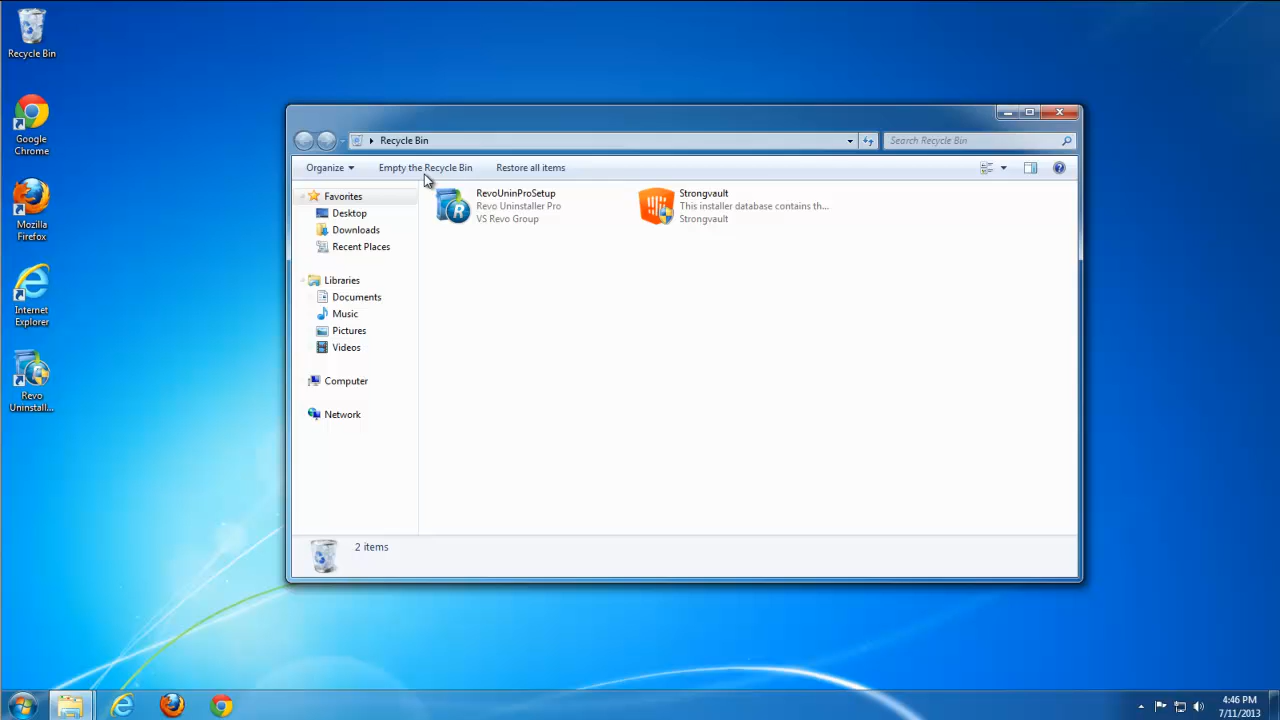 Recycle Bin
Google
Chrome
Mozilla
Firefox
Internet
Explorer
Revo
Uninstall...
Recycle Bin
Search Recycle Bin
Organize
Empty the Recycle Bin
Restore all items
Favorites
Desktop
Downloads
Recent Places
Libraries
Documents
Music
Pictures
Videos
Computer
Network
RevoUninProSetup
Revo Uninstaller Pro
VS Revo Group
Strongvault
This installer database contains th...
Strongvault
2 items
4:46 PM
7/11/2013